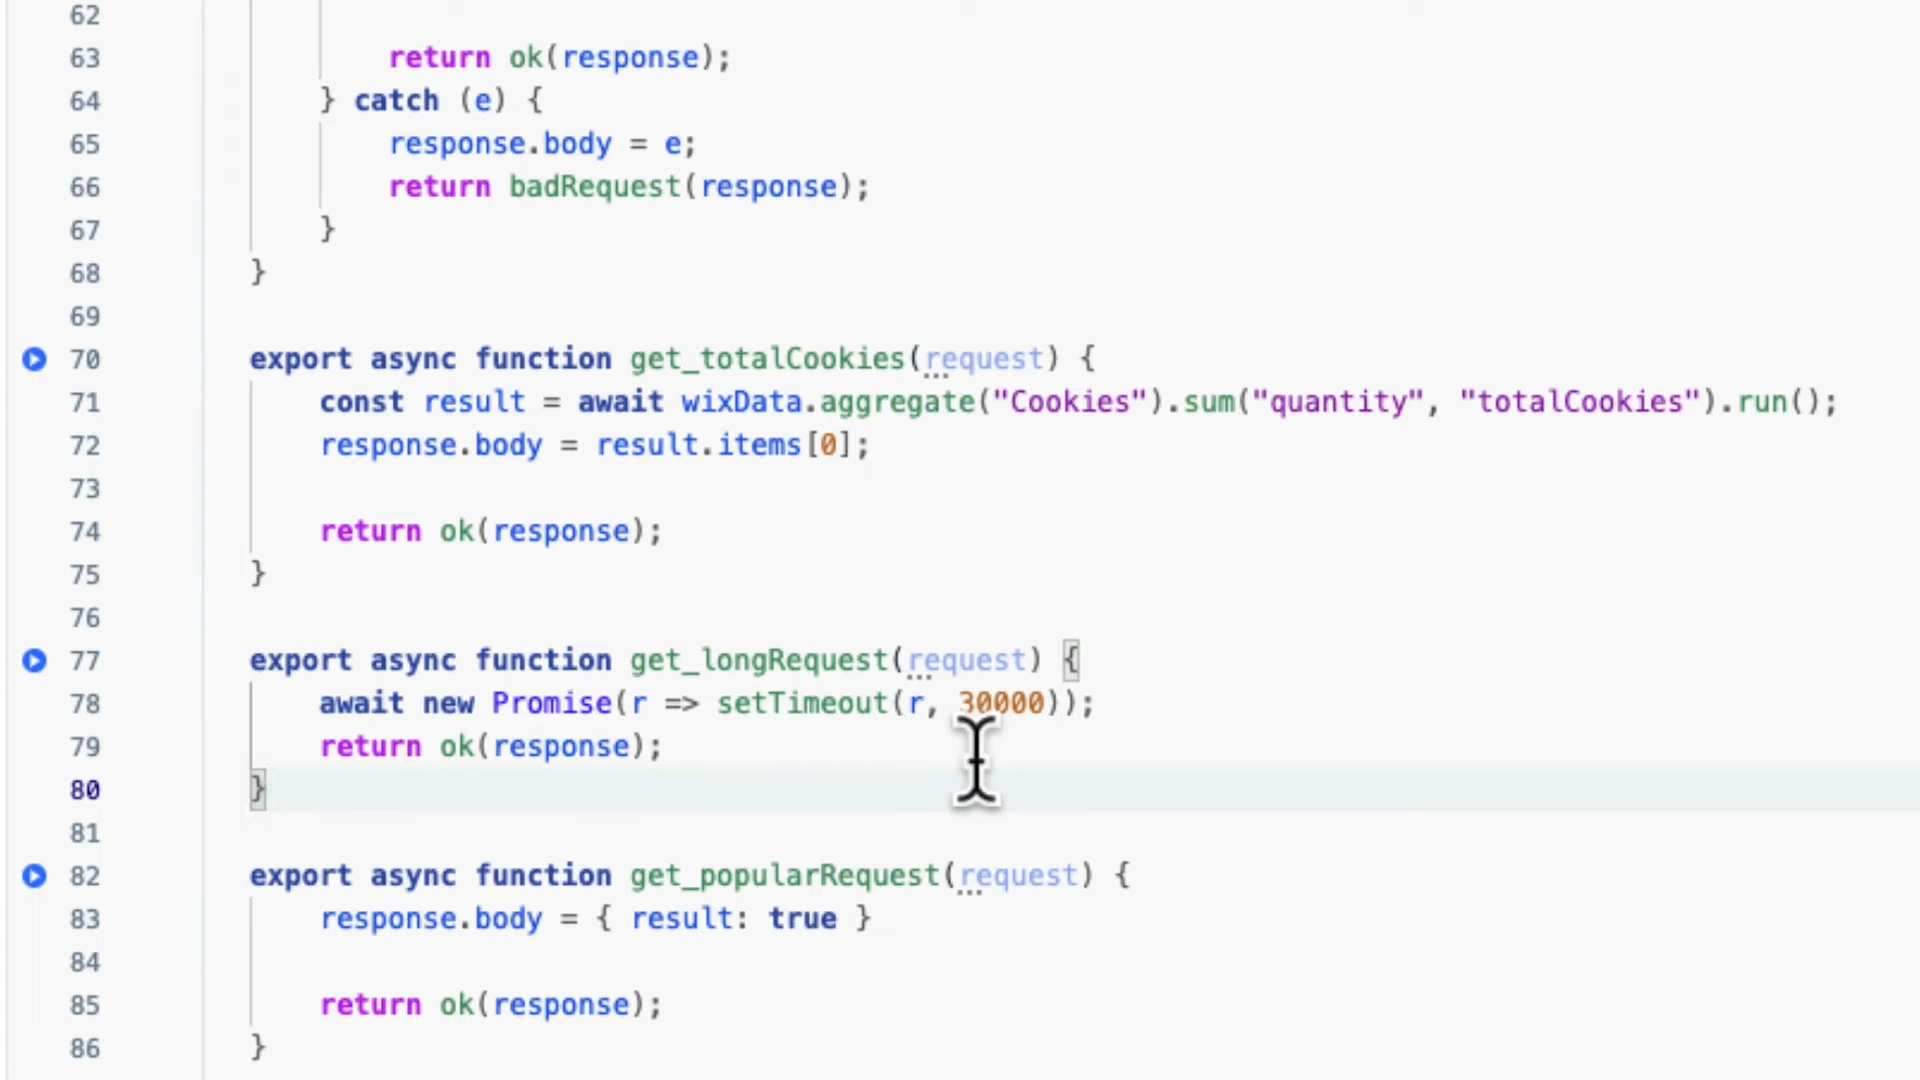 62
63 return ok(response);
64 } catch (e) {
65 response.body = e;
66 return badRequest(response);
67 }
68 }
69
70 export async function get_totalCookies(request) {
71 const result = await wixData.aggregate("Cookies").sum("quantity", "totalCookies").run();
72 response.body = result.items[0];
73
74 return ok(response);
75 }
76
77 export async function get_longRequest(request) {
78 await new Promise(r => setTimeout(r, 30000));
79 return ok(response);
80 }
81
82 export async function get_popularRequest(request) {
83 response.body = { result: true }
84
85 return ok(response);
86 }